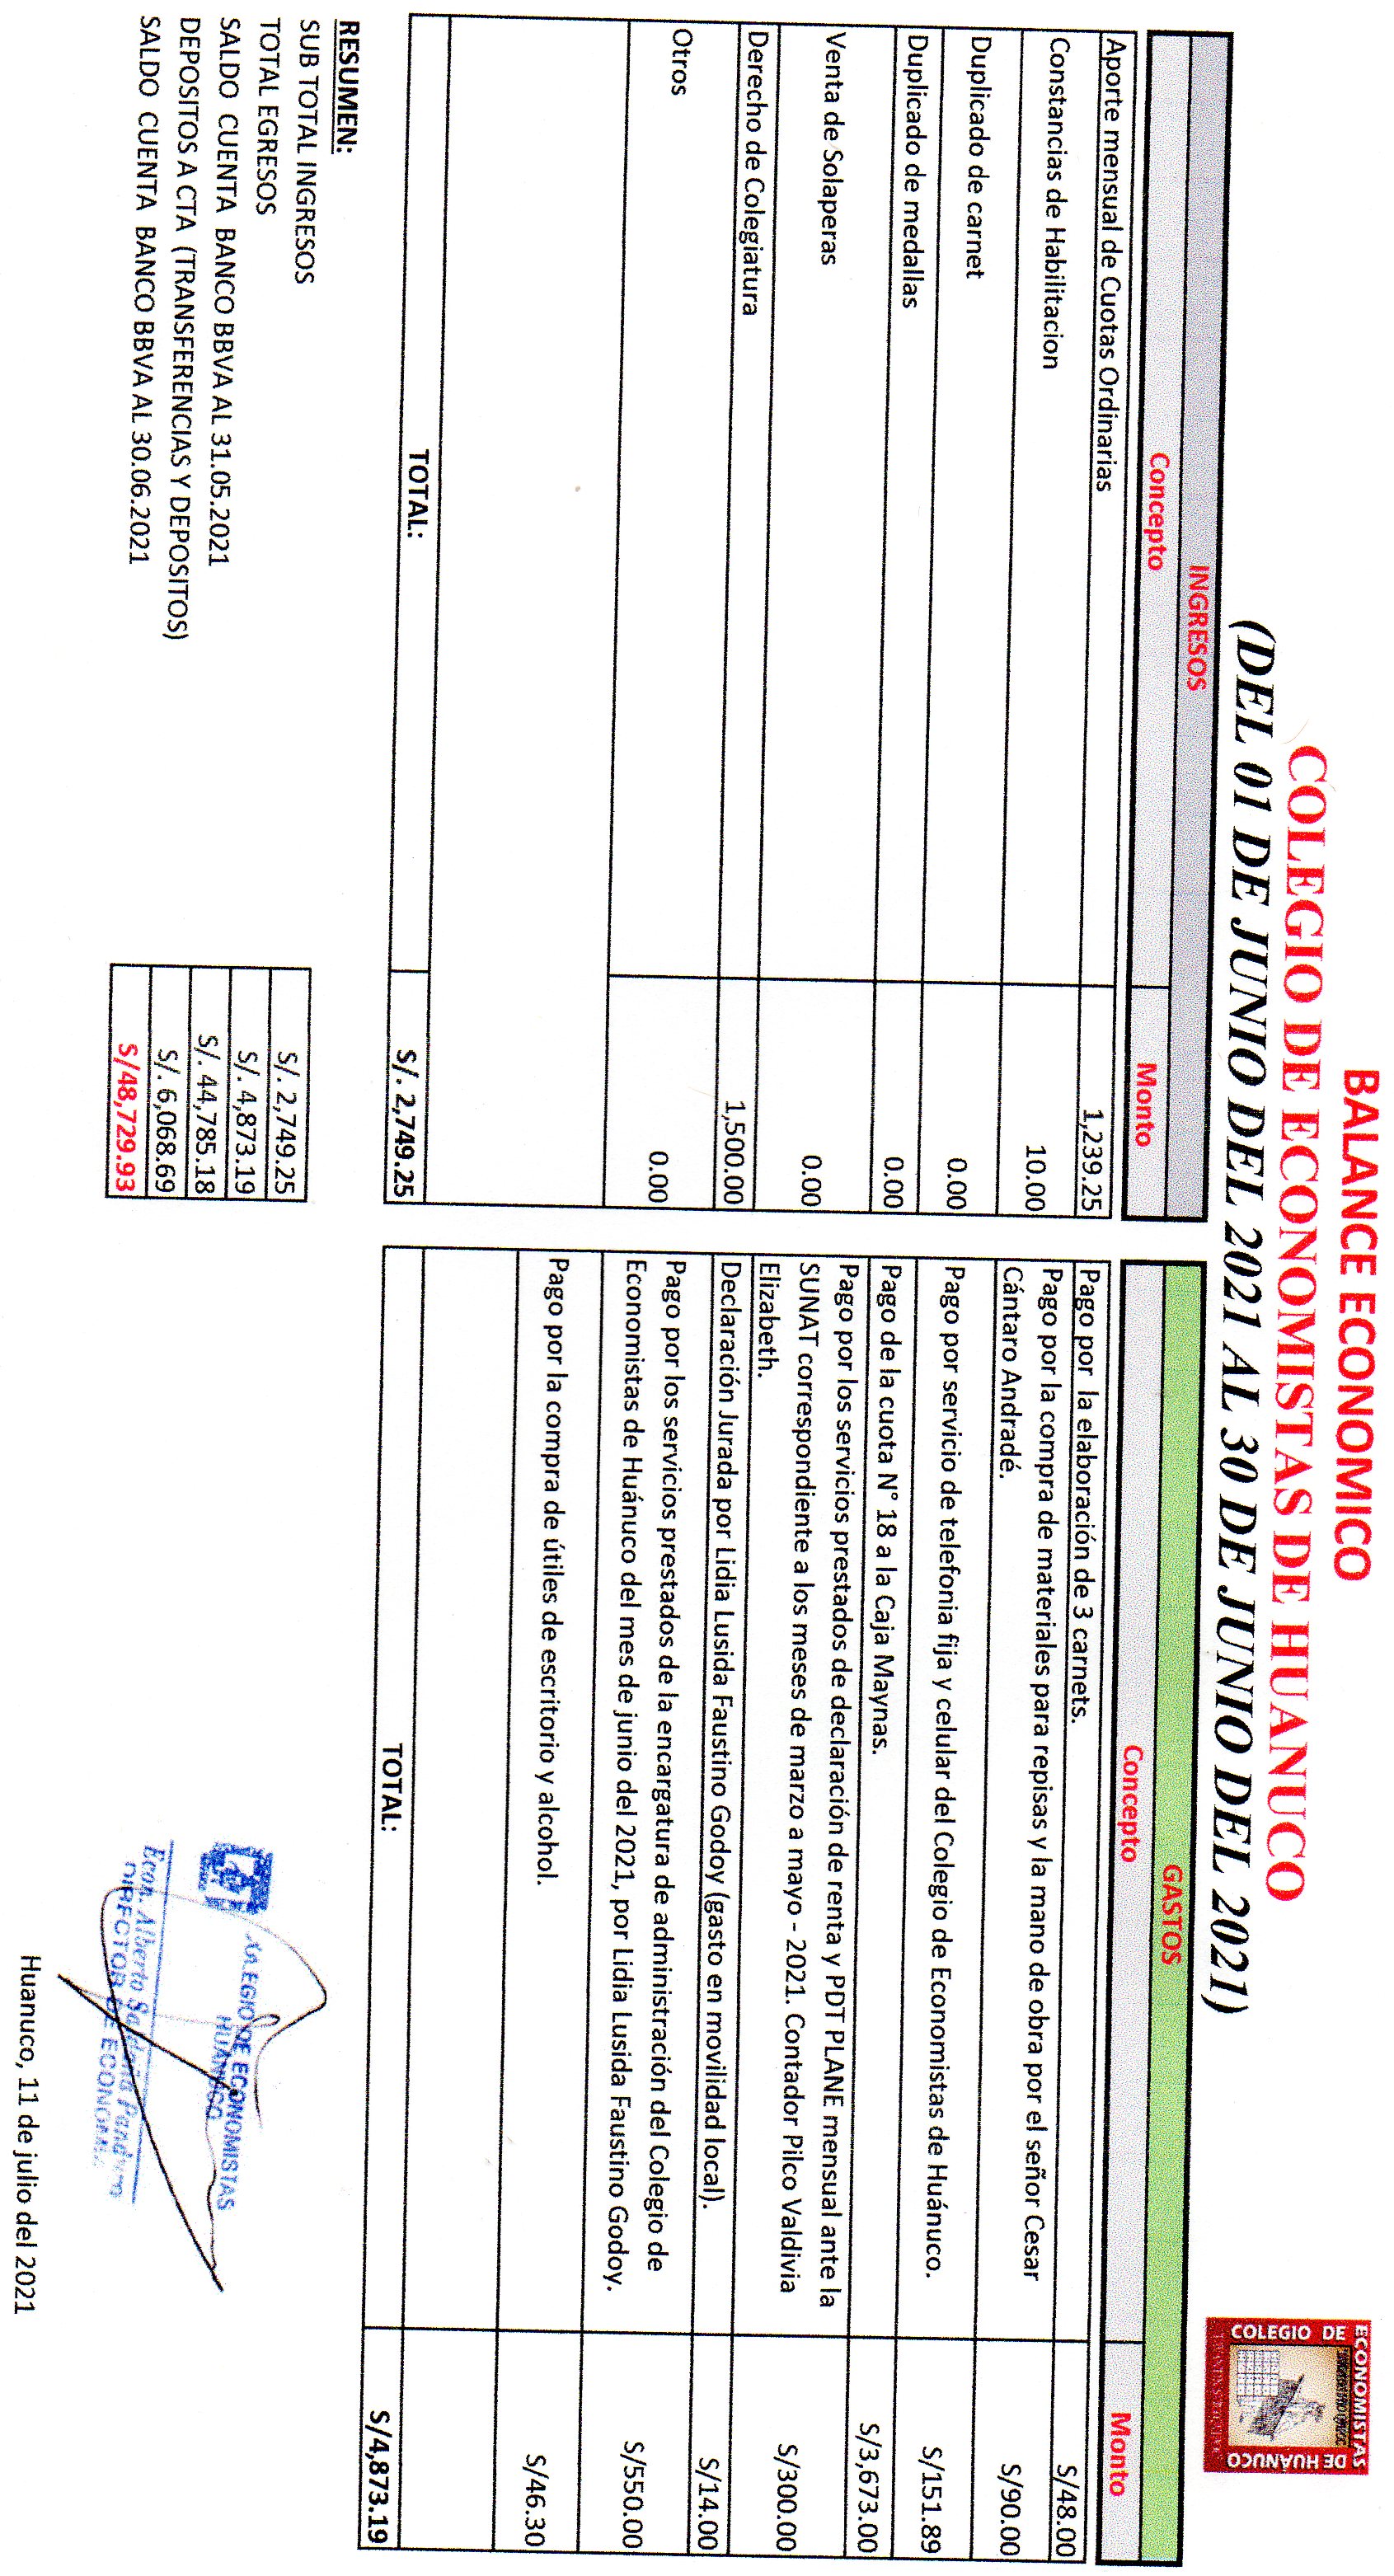 BALANCE ECONOMICO
COLEGIO DE ECONOMISTAS DE HUANUCO
(DEL 01 DE JUNIO DEL 2021 AL 30 DE JUNIO DEL 2021)
COLEGIO DE ECONOMISTAS DE HUÁNUCO
INGRESOS
Concepto Monto
Aporte mensual de Cuotas Ordinarias 1,239.25
Constancias de Habilitacion 10.00
Duplicado de carnet 0.00
Duplicado de medallas 0.00
Venta de Solaperas 0.00
Derecho de Colegiatura 1,500.00
Otros 0.00
TOTAL: S/. 2,749.25
GASTOS
Concepto Monto
Pago por la elaboración de 3 carnets. S/48.00
Pago por la compra de materiales para repisas y la mano de obra por el señor Cesar
Cántaro Andradé. S/90.00
Pago por servicio de telefonia fija y celular del Colegio de Economistas de Huánuco. S/151.89
Pago de la cuota N° 18 a la Caja Maynas. S/3,673.00
Pago por los servicios prestados de declaración de renta y PDT PLANE mensual ante la
SUNAT correspondiente a los meses de marzo a mayo - 2021. Contador Pilco Valdivia S/300.00
Elizabeth.
Declaración Jurada por Lidia Lusida Faustino Godoy (gasto en movilidad local). S/14.00
Pago por los servicios prestados de la encargatura de administración del Colegio de
Economistas de Huánuco del mes de junio del 2021, por Lidia Lusida Faustino Godoy. S/550.00
Pago por la compra de útiles de escritorio y alcohol. S/46.30
TOTAL: S/4,873.19
RESUMEN:
SUB TOTAL INGRESOS S/. 2,749.25
TOTAL EGRESOS S/. 4,873.19
SALDO CUENTA BANCO BBVA AL 31.05.2021 S/. 44,785.18
DEPOSITOS A CTA (TRANSFERENCIAS Y DEPOSITOS) S/. 6,068.69
SALDO CUENTA BANCO BBVA AL 30.06.2021 S/48,729.93
COLEGIO DE ECONOMISTAS
HUANUCO
Econ. Alberto Saldaña Panduro
DIRECTOR DE ECONOMIA
Huanuco, 11 de julio del 2021